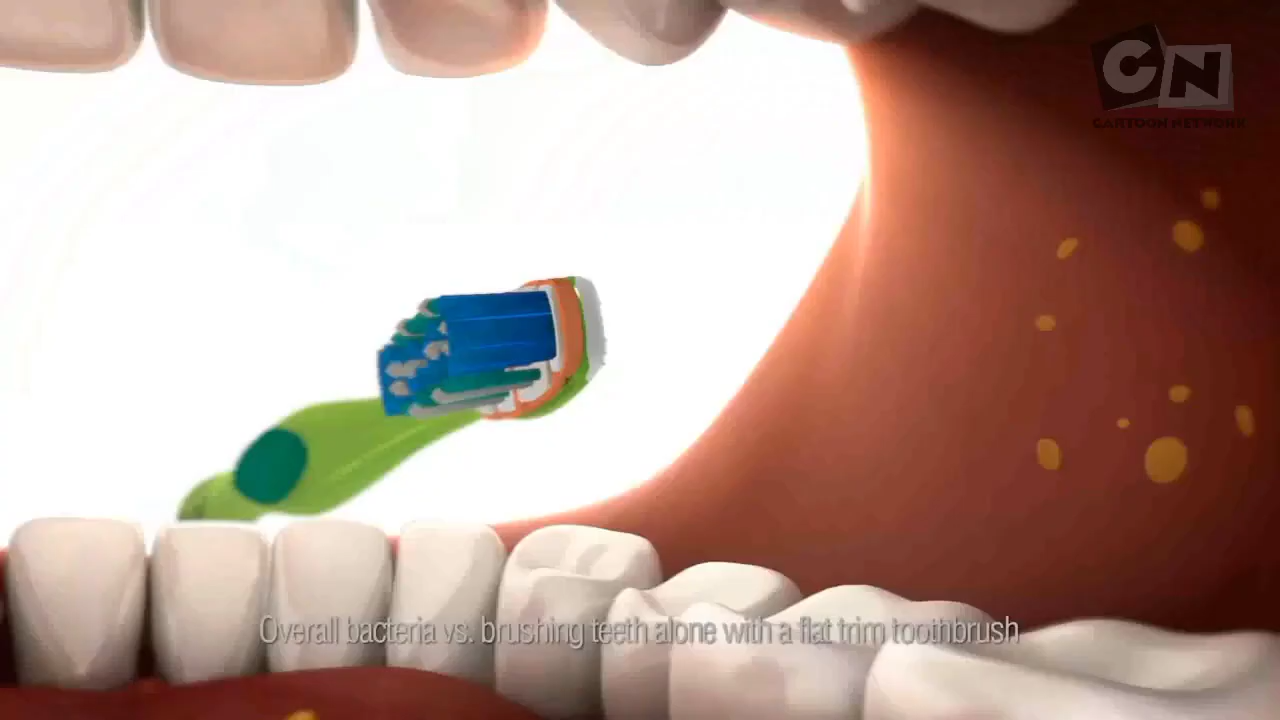 CN
CARTOON NETWORK
Overall bacteria vs. brushing teeth alone with a flat trim toothbrush